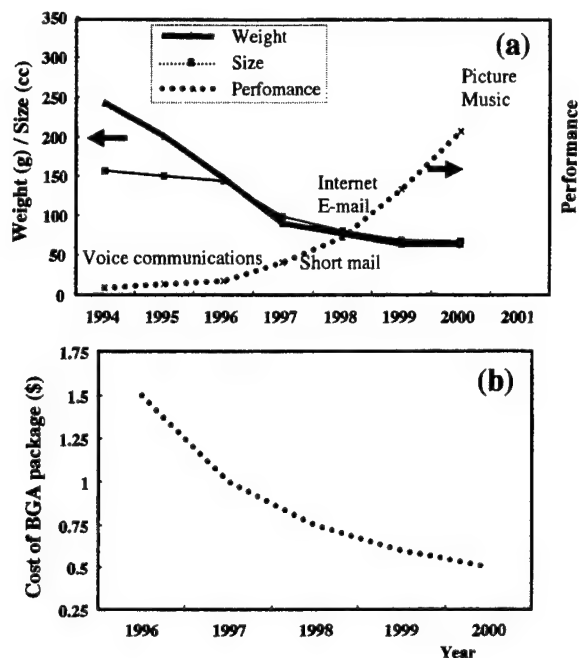 350
300
250
200
150
100
50
0
Weight (g) / Size (cc)
Weight
Size
Perfomance
(a)
Picture
Music
Internet
E-mail
Voice communications
Short mail
Performance
1994 1995 1996 1997 1998 1999 2000 2001
1.75
1.5
1.25
1
0.75
0.5
0.25
Cost of BGA package ($)
(b)
1996 1997 1998 1999 2000
Year